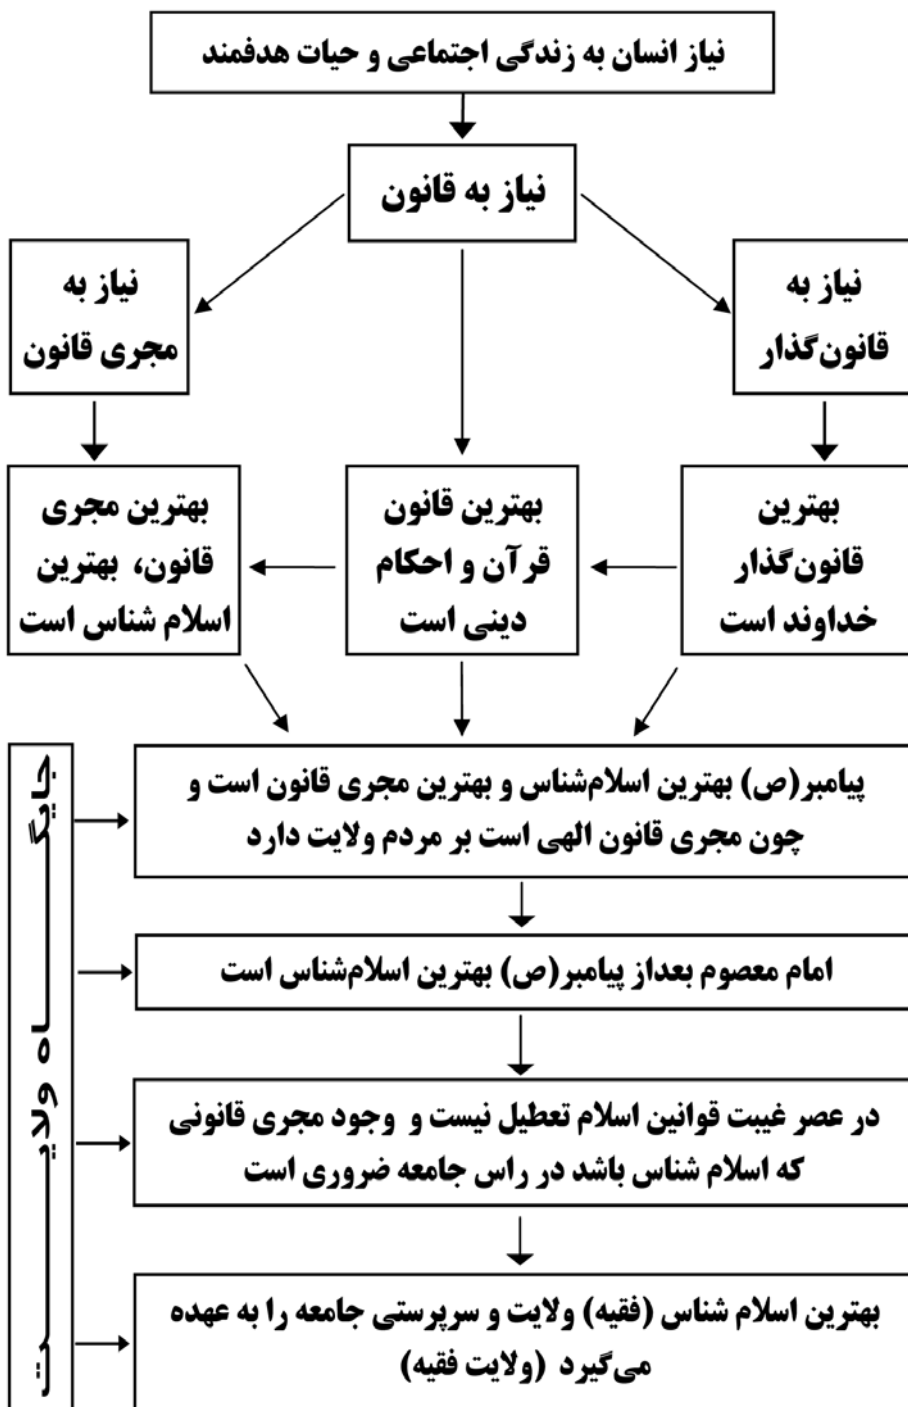 نیاز انسان به زندگی اجتماعی و حیات هدفمند
نیاز به قانون
نیاز به
قانون‌گذار
نیاز به
مجری قانون
بهترین
قانون‌گذار
خداوند است
بهترین قانون
قرآن و احکام
دینی است
بهترین مجری
قانون، بهترین
اسلام شناس است
جایگاه ولایت
پیامبر(ص) بهترین اسلام‌شناس و بهترین مجری قانون است و
چون مجری قانون الهی است بر مردم ولایت دارد
امام معصوم بعداز پیامبر(ص) بهترین اسلام‌شناس است
در عصر غیبت قوانین اسلام تعطیل نیست و وجود مجری قانونی
که اسلام شناس باشد در راس جامعه ضروری است
بهترین اسلام شناس (فقیه) ولایت و سرپرستی جامعه را به عهده
می‌گیرد (ولایت فقیه)